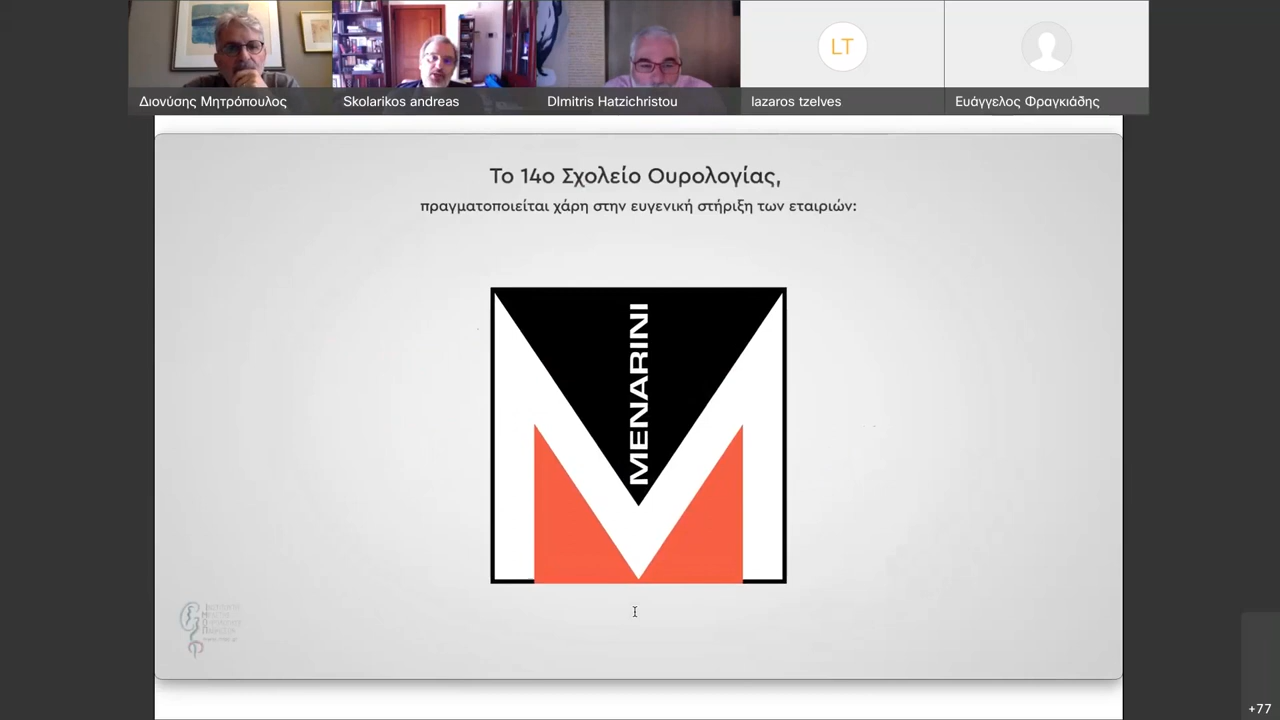 Διονύσης Μητρόπουλος
Skolarikos andreas
DImitris Hatzichristou
LT
lazaros tzelves
Ευάγγελος Φραγκιάδης
Το 14ο Σχολείο Ουρολογίας,
πραγματοποιείται χάρη στην ευγενική στήριξη των εταιριών:
MENARINI
+77